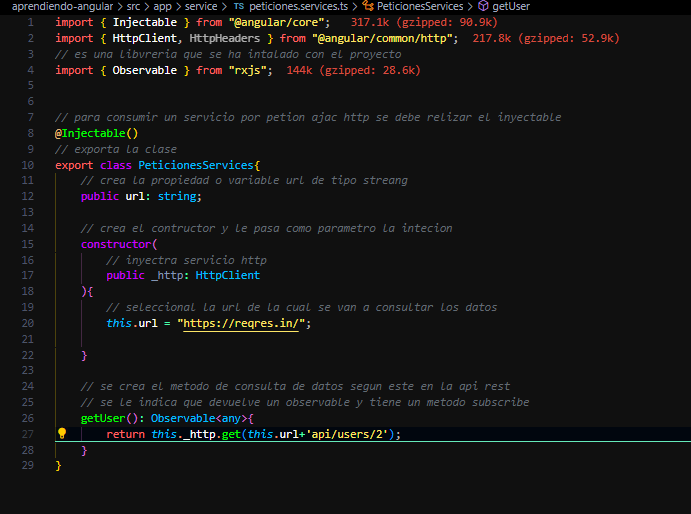 aprendiendo-angular > src > app > service > TS peticiones.services.ts > PeticionesServices > getUser
1 import { Injectable } from "@angular/core"; 317.1k (gzipped: 90.9k)
2 import { HttpClient, HttpHeaders } from "@angular/common/http"; 217.8k (gzipped: 52.9k)
3 // es una libvreria que se ha intalado con el proyecto
4 import { Observable } from "rxjs"; 144k (gzipped: 28.6k)
5
6
7 // para consumir un servicio por petion ajac http se debe relizar el inyectable
8 @Injectable()
9 // exporta la clase
10 export class PeticionesServices{
11 // crea la propiedad o variable url de tipo streang
12 public url: string;
13
14 // crea el contructor y le pasa como parametro la intecion
15 constructor(
16 // inyectra servicio http
17 public _http: HttpClient
18 ){
19 // seleccional la url de la cual se van a consultar los datos
20 this.url = "https://reqres.in/";
21
22 }
23
24 // se crea el metodo de consulta de datos segun este en la api rest
25 // se le indica que devuelve un observable y tiene un metodo subscribe
26 getUser(): Observable<any>{
27 return this._http.get(this.url+'api/users/2');
28 }
29 }